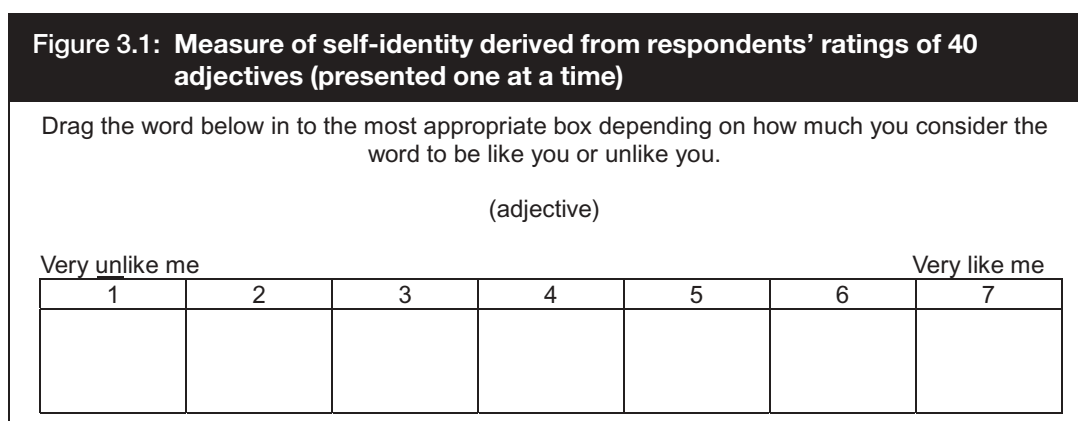 Figure 3.1: Measure of self-identity derived from respondents' ratings of 40
adjectives (presented one at a time)
Drag the word below in to the most appropriate box depending on how much you consider the
word to be like you or unlike you.
(adjective)
Very unlike me Very like me
1 2 3 4 5 6 7